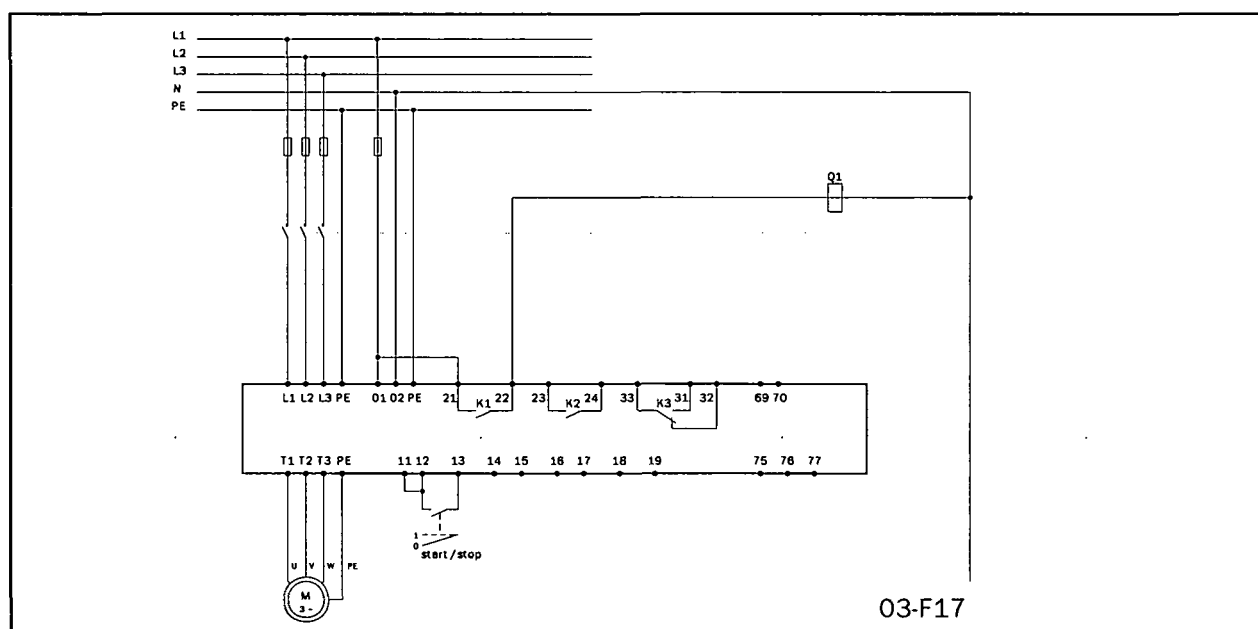 L1
L2
L3
N
PE
Q1
L1 L2 L3 PE 01 02 PE 21 K1 22 23 K2 24 33 K3 31 32 69 70
T1 T2 T3 PE 11 12 13 14 15 16 17 18 19 75 76 77
1
0
start/stop
U V W PE
M
3~
03-F17